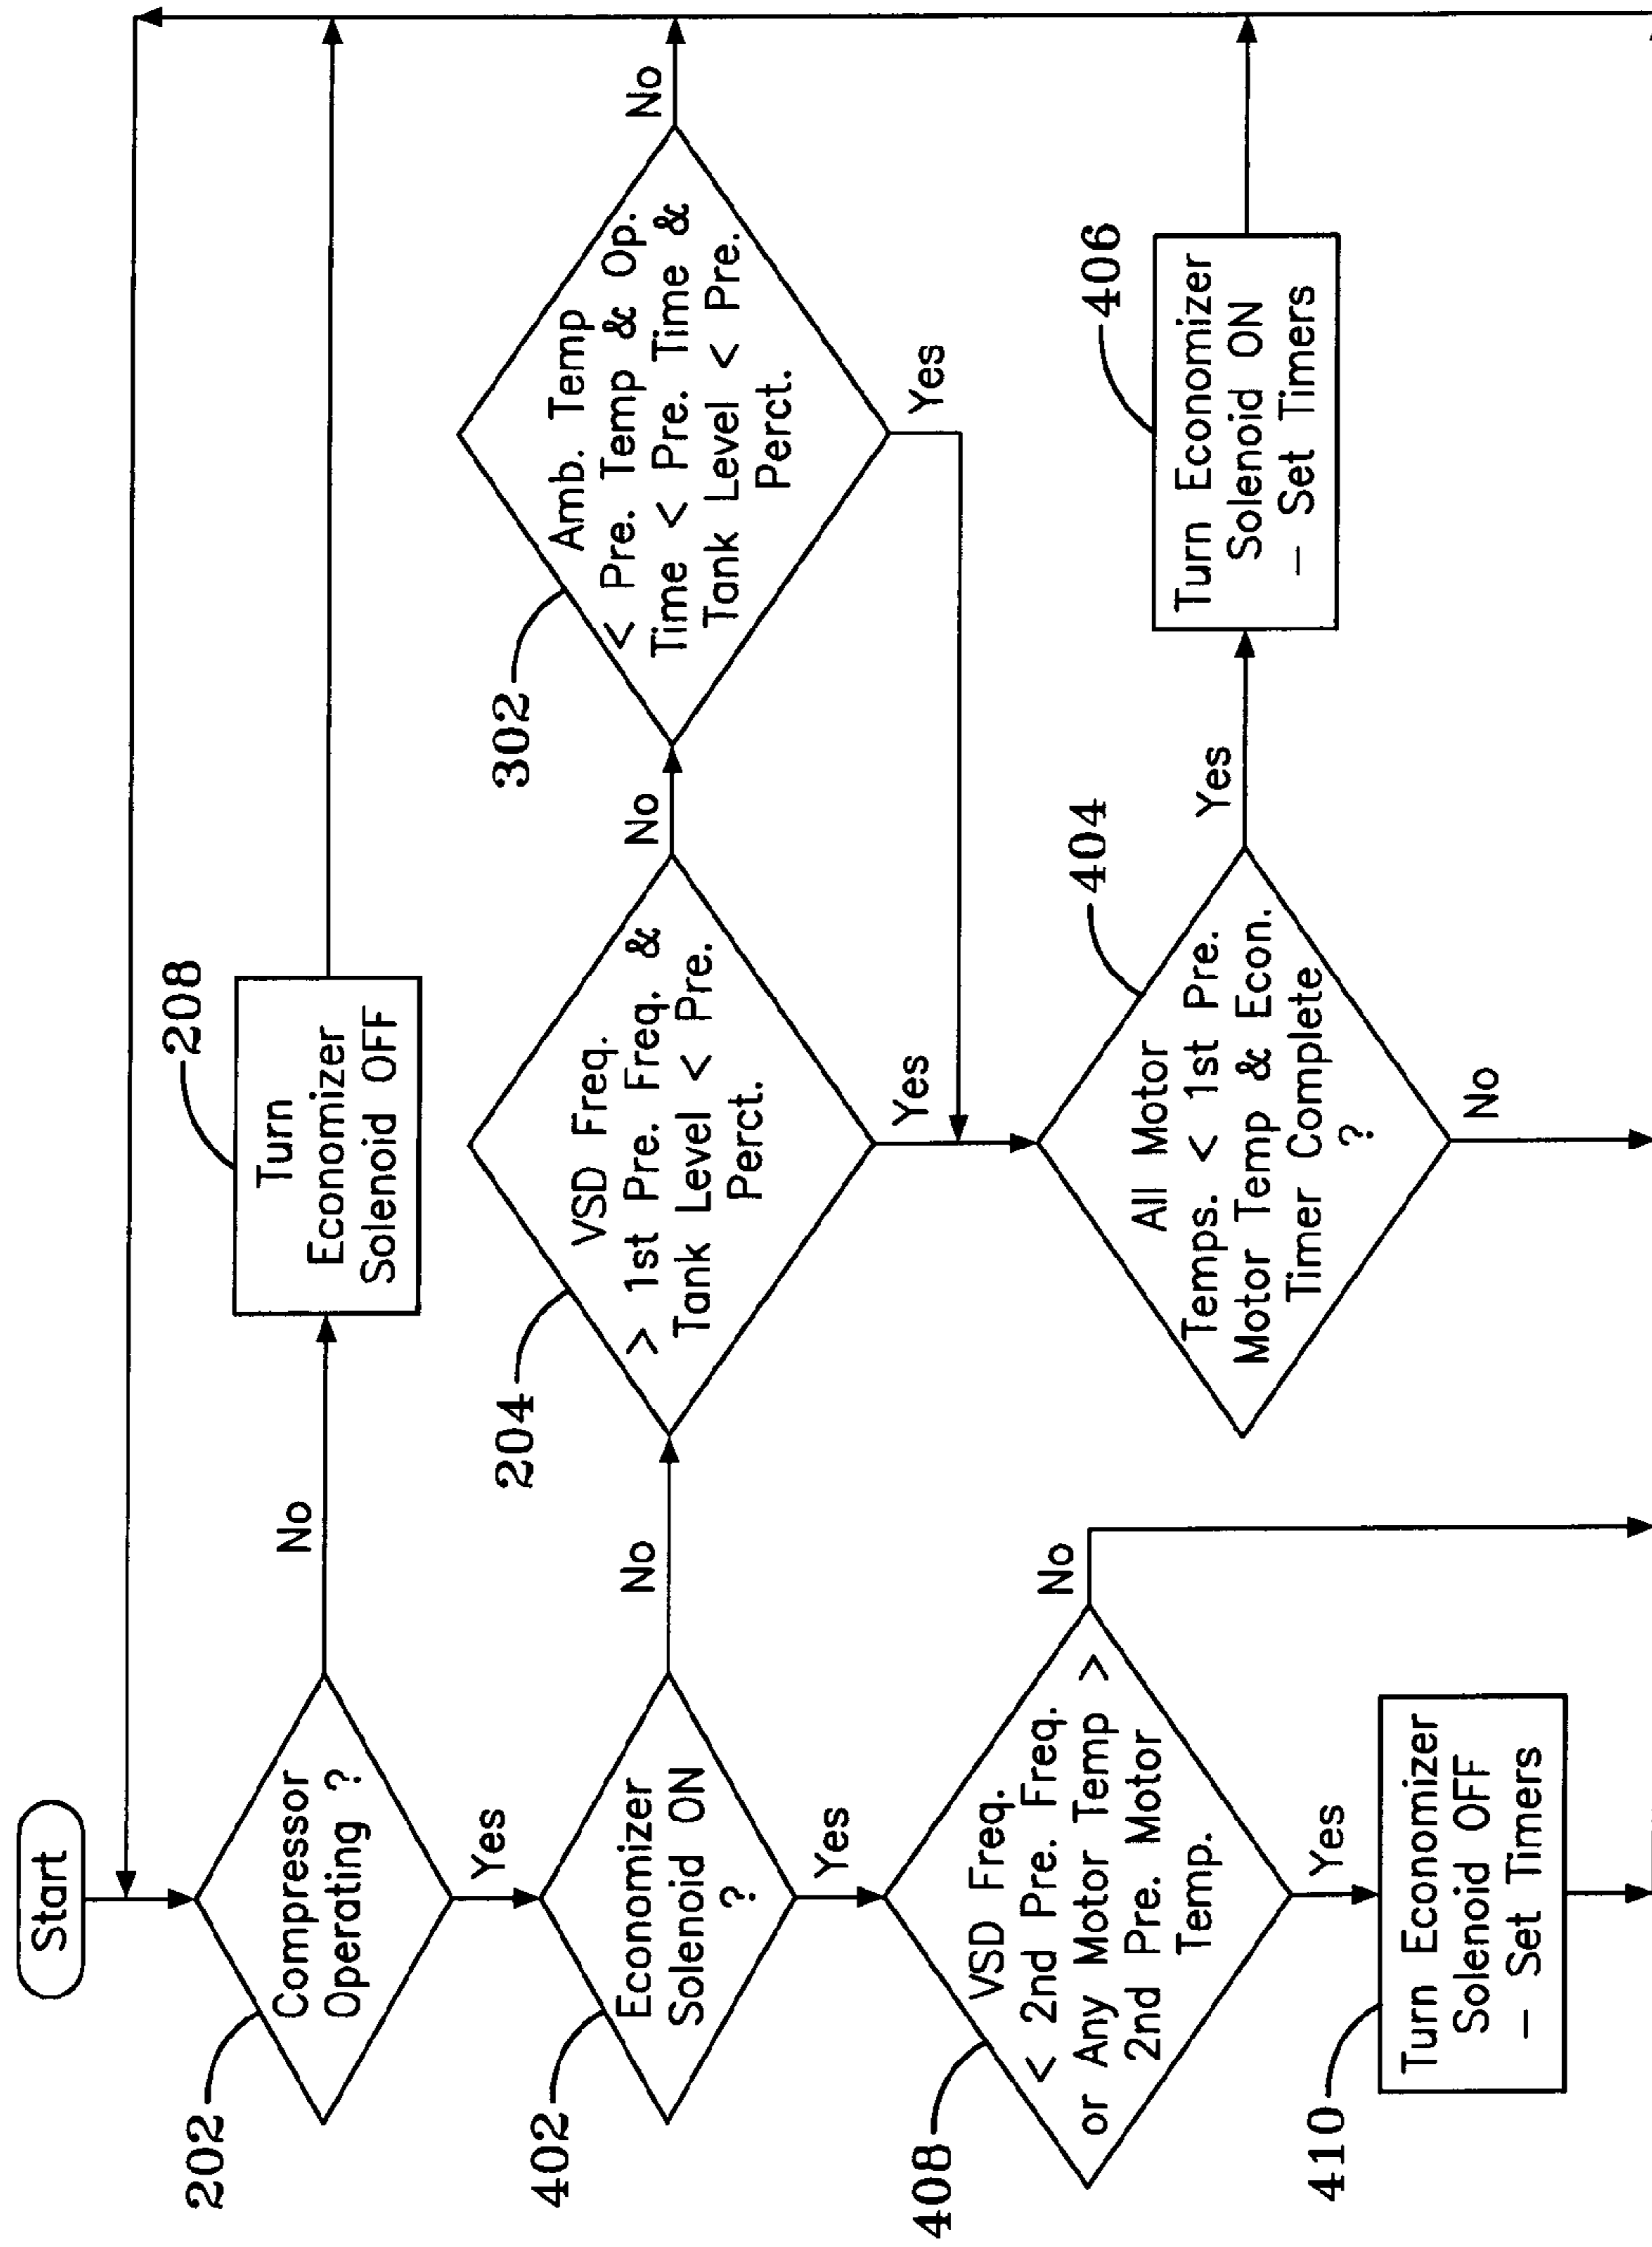 Start
202
Compressor
Operating ?
No
208
Turn
Economizer
Solenoid OFF
Yes
402
Economizer
Solenoid ON
?
No
204
VSD Freq.
> 1st Pre. Freq. &
Tank Level < Pre.
Perct.
No
302
Amb. Temp
< Pre. Temp & Op.
Time < Pre. Time &
Tank Level < Pre.
Perct.
No
Yes
Yes
Yes
408
VSD Freq.
< 2nd Pre. Freq.
or Any Motor Temp >
2nd Pre. Motor
Temp.
No
404
All Motor
Temps. < 1st Pre.
Motor Temp & Econ.
Timer Complete
?
Yes
406
Turn Economizer
Solenoid ON
– Set Timers
No
Yes
410
Turn Economizer
Solenoid OFF
– Set Timers